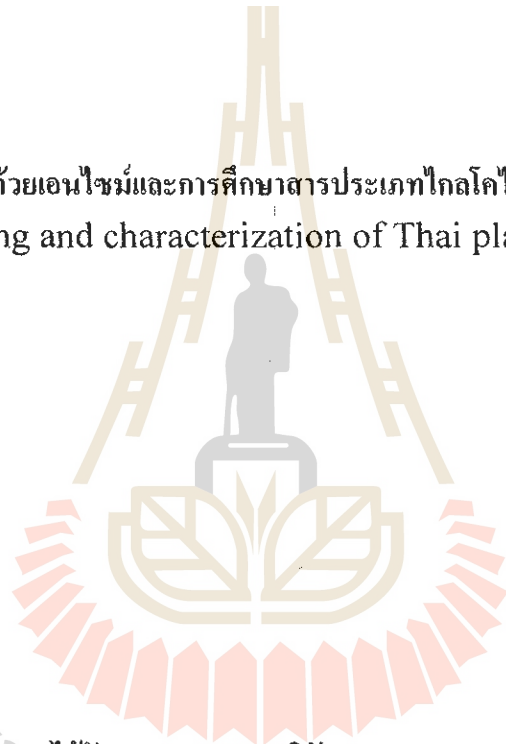 ด้วยเอนไซม์และการศึกษาสารประเภทไกลโคไ
ng and characterization of Thai pla